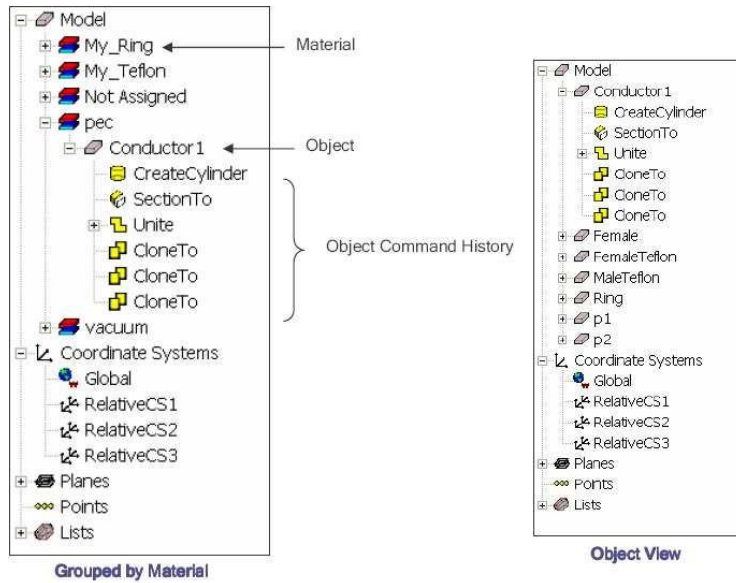 Model
My_Ring
My_Teflon
Not Assigned
pec
Conductor1
CreateCylinder
SectionTo
Unite
CloneTo
CloneTo
CloneTo
vacuum
Coordinate Systems
Global
RelativeCS1
RelativeCS2
RelativeCS3
Planes
Points
Lists
Grouped by Material
Material
Object
Object Command History
Model
Conductor1
CreateCylinder
SectionTo
Unite
CloneTo
CloneTo
CloneTo
Female
FemaleTeflon
MaleTeflon
Ring
p1
p2
Coordinate Systems
Global
RelativeCS1
RelativeCS2
RelativeCS3
Planes
Points
Lists
Object View